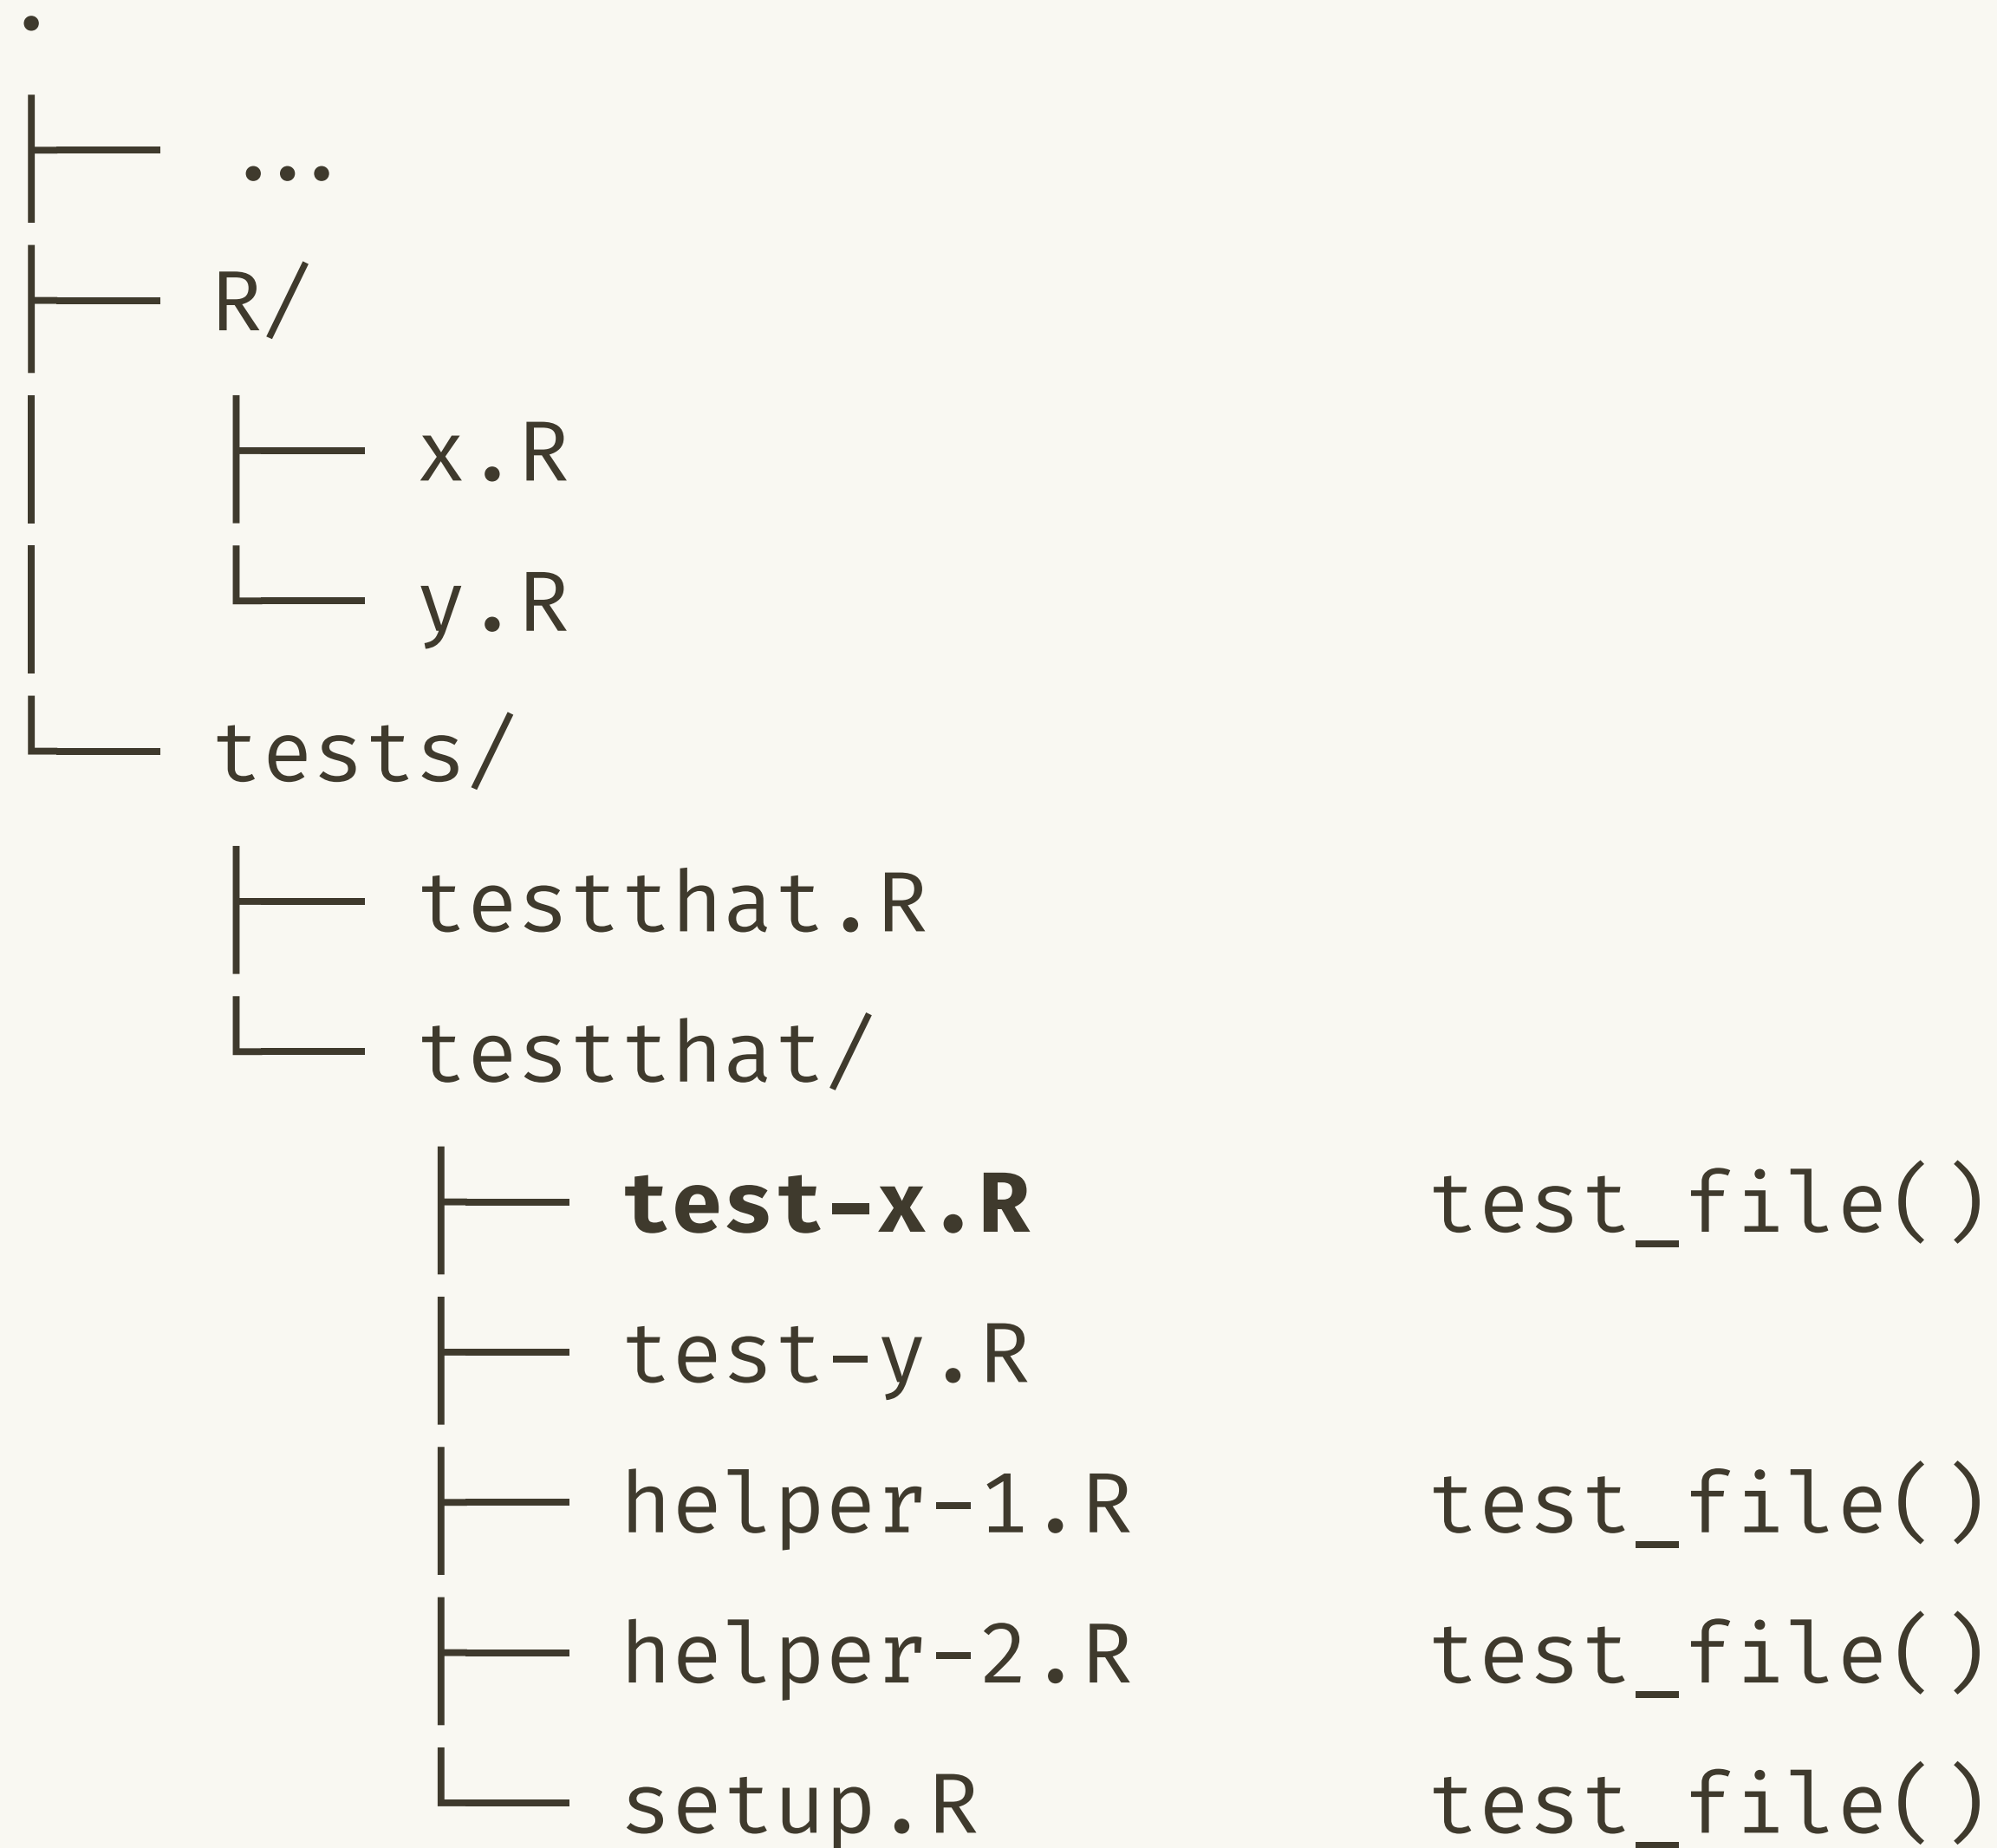 .
├── ...
├── R/
│   ├── x.R
│   └── y.R
└── tests/
    ├── testthat.R
    └── testthat/
        ├── test-x.R        test_file()
        ├── test-y.R
        ├── helper-1.R      test_file()
        ├── helper-2.R      test_file()
        └── setup.R         test_file()